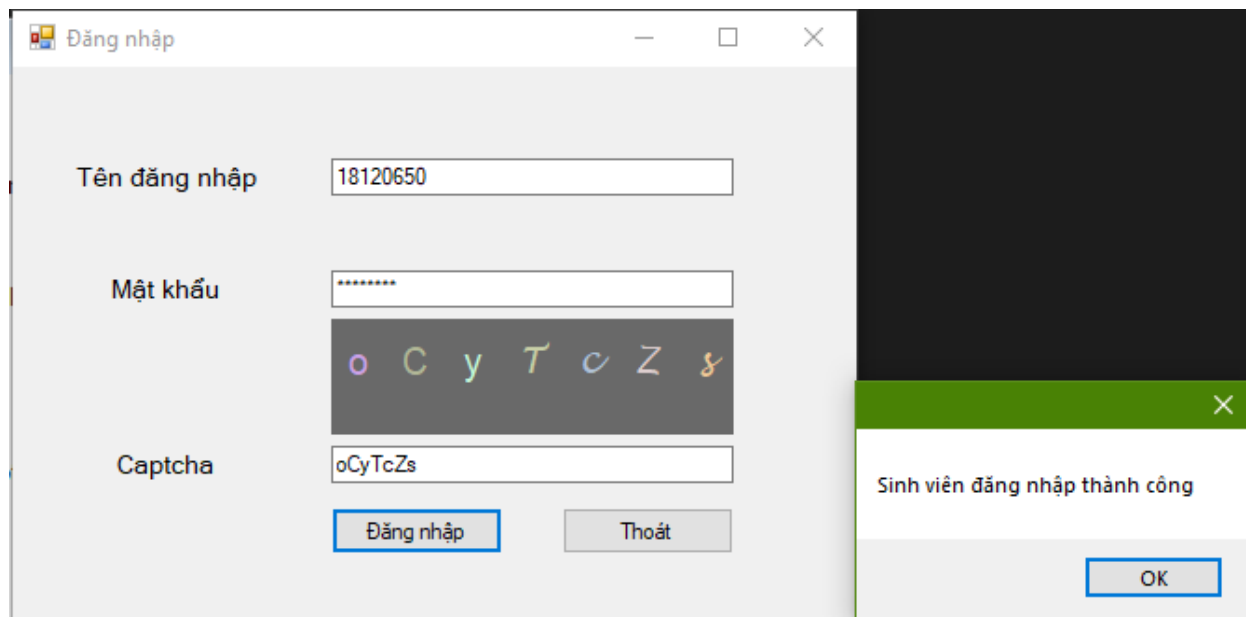 Đăng nhập
Tên đăng nhập 18120650
Mật khẩu ********
o C y T c Z s
Captcha oCyTcZs
Đăng nhập Thoát
Sinh viên đăng nhập thành công
OK